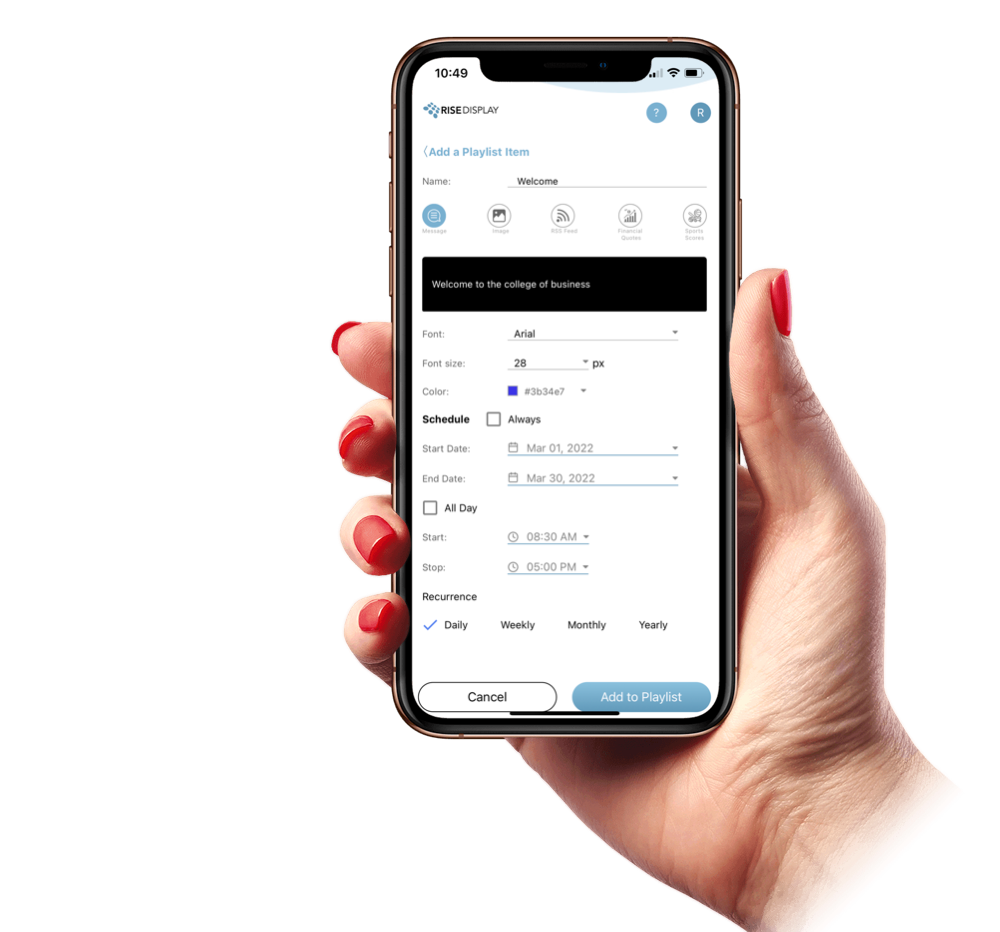 10:49
RISEDISPLAY
?
R
Add a Playlist Item
Name: Welcome
Message Image RSS Feed Financial Quotes Sports Scores
Welcome to the college of business
Font: Arial
Font size: 28 px
Color: #3b34e7
Schedule Always
Start Date: Mar 01, 2022
End Date: Mar 30, 2022
All Day
Start: 08:30 AM
Stop: 05:00 PM
Recurrence
Daily Weekly Monthly Yearly
Cancel Add to Playlist